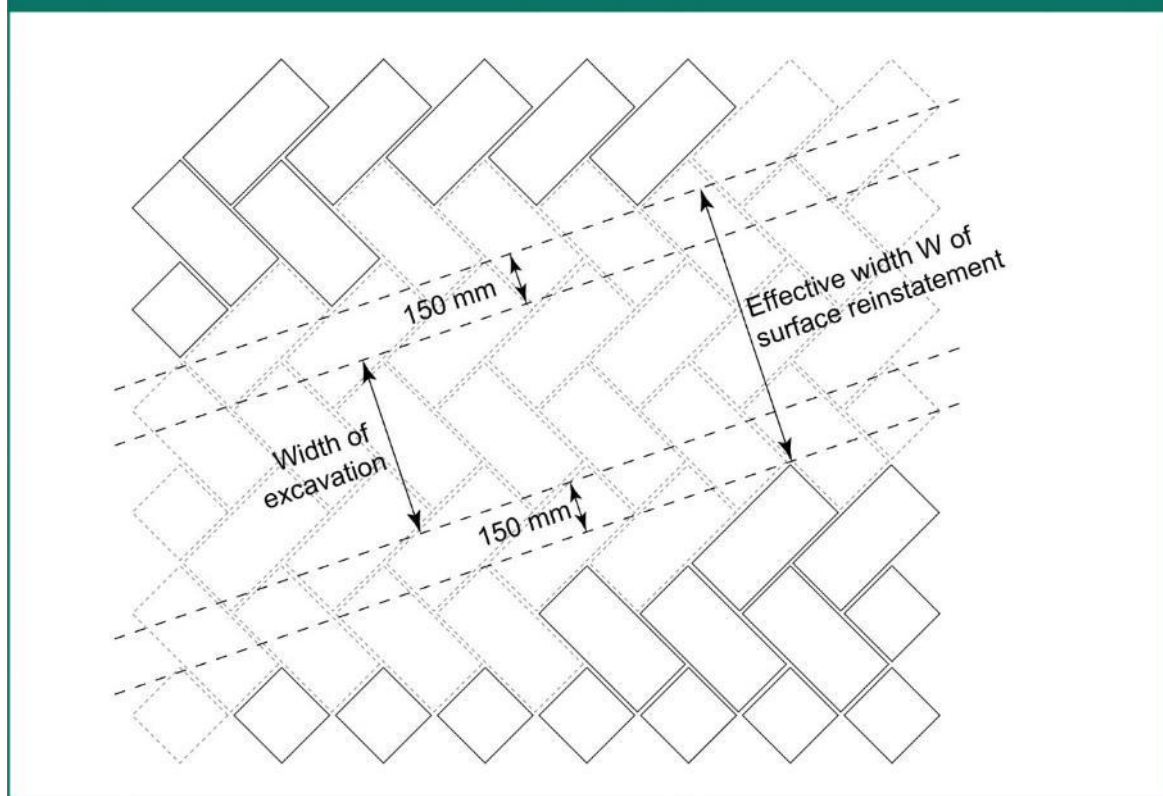 150 mm
Effective width W of
surface reinstatement
Width of
excavation
150 mm